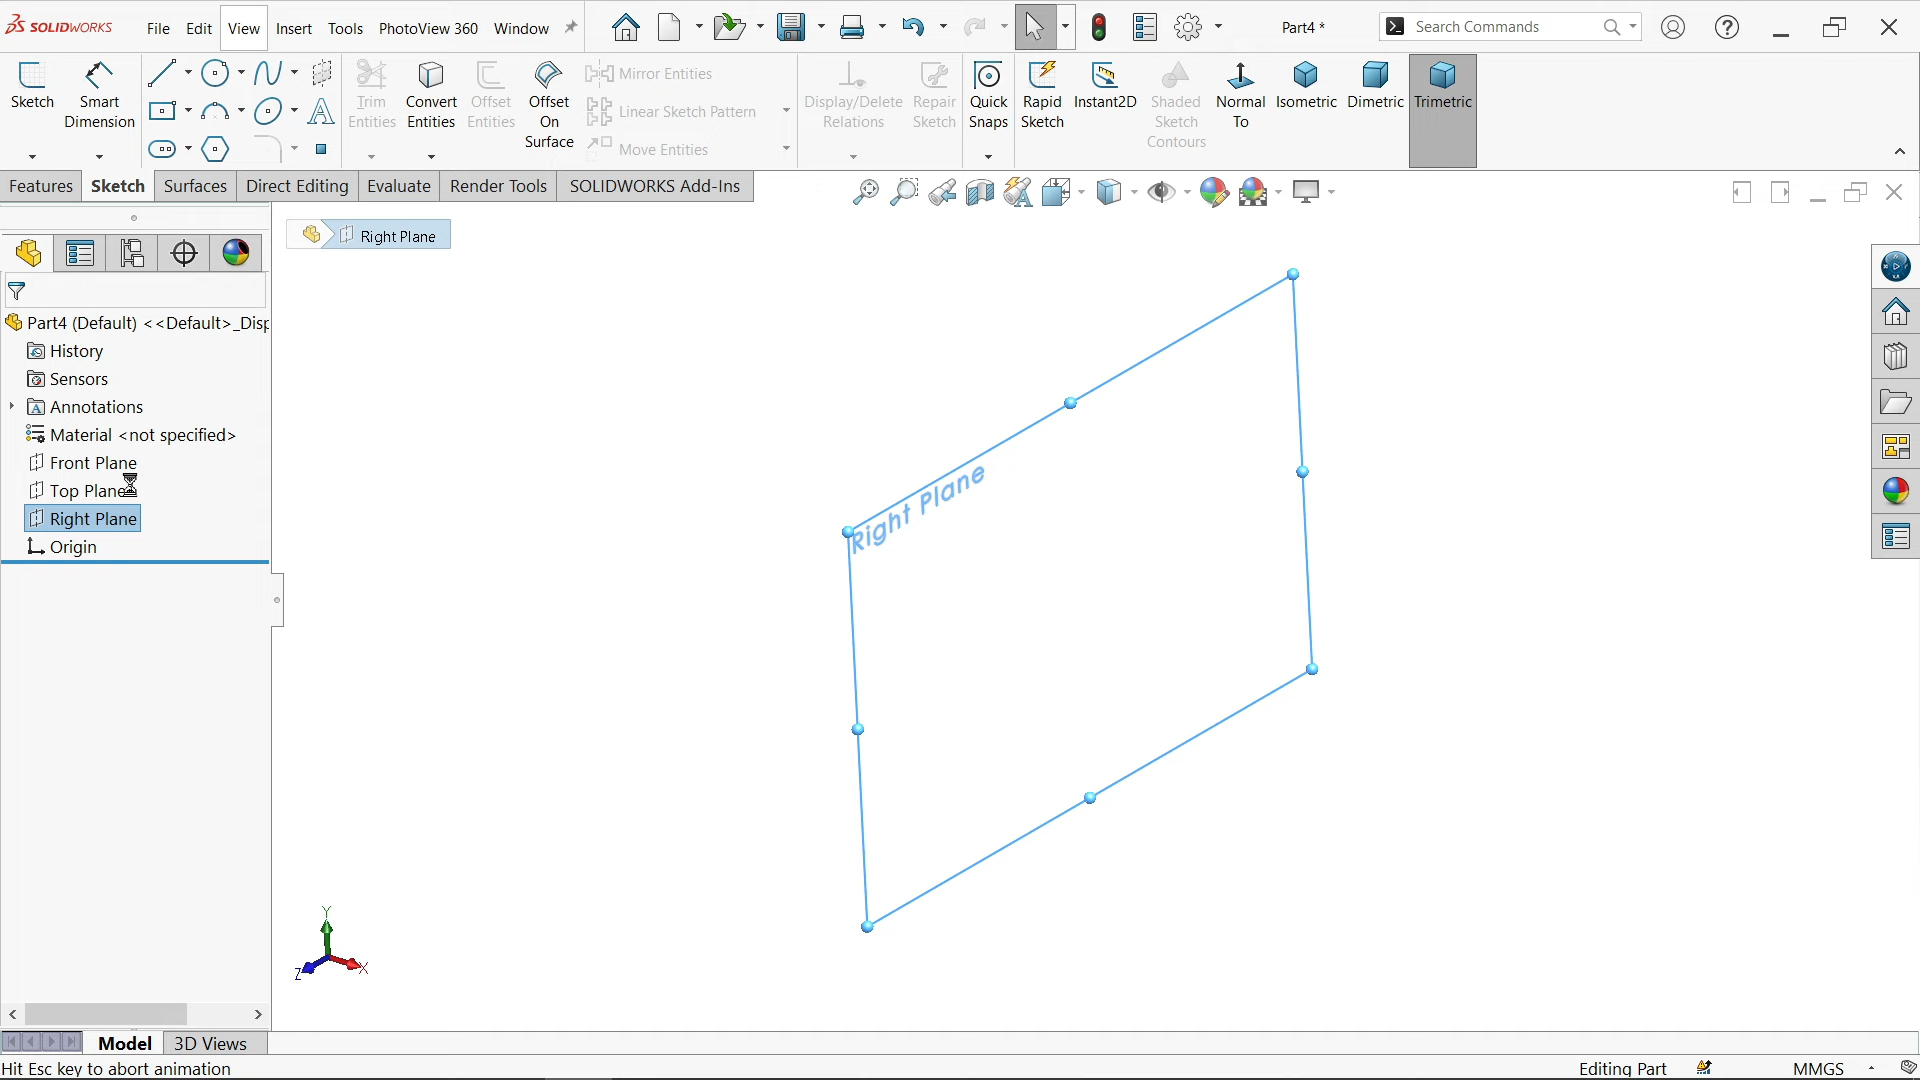 SOLIDWORKS
File Edit View Insert Tools PhotoView 360 Window
Part4 *
Search Commands
Sketch
Smart Dimension
Trim Entities
Convert Entities
Offset Entities
Offset On Surface
Mirror Entities
Linear Sketch Pattern
Move Entities
Display/Delete Relations
Repair Sketch
Quick Snaps
Rapid Sketch
Instant2D
Shaded Sketch Contours
Normal To
Isometric
Dimetric
Trimetric
Features Sketch Surfaces Direct Editing Evaluate Render Tools SOLIDWORKS Add-Ins
Right Plane
Part4 (Default) <<Default>_Disp
History
Sensors
Annotations
Material <not specified>
Front Plane
Top Plane
Right Plane
Origin
Right Plane
Y
Z
X
Model 3D Views
Hit Esc key to abort animation
Editing Part
MMGS